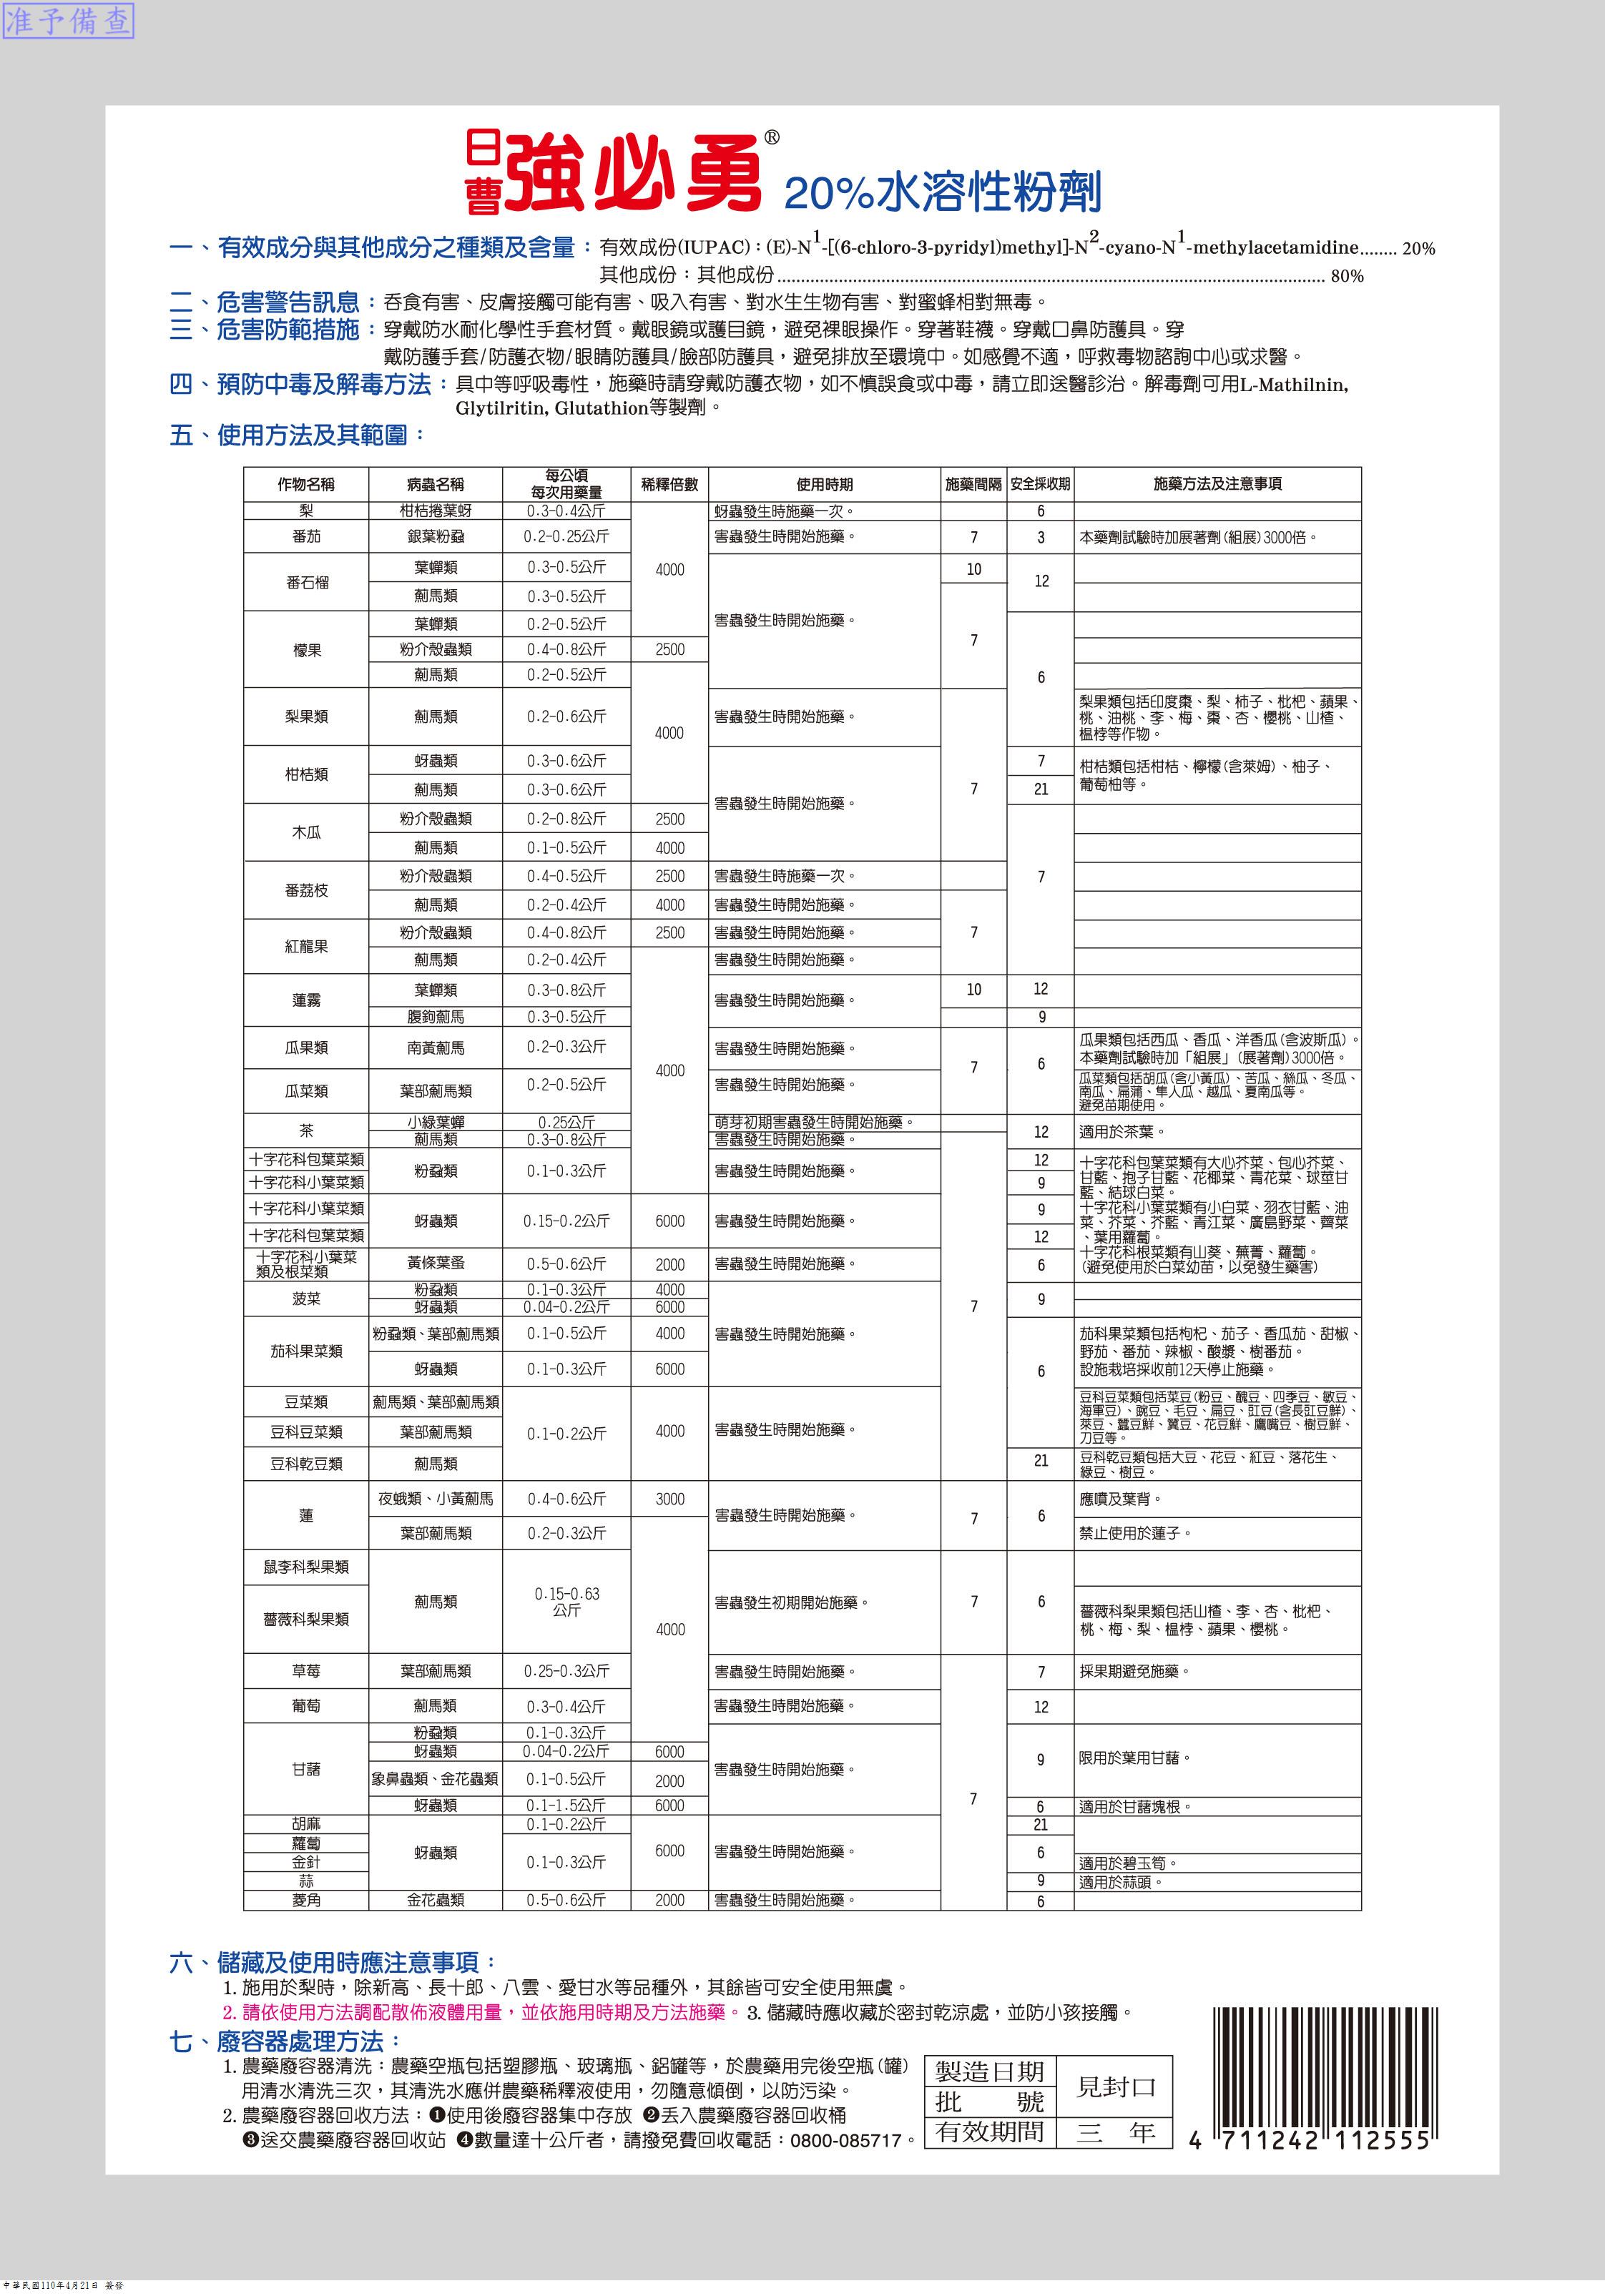 准予備查
日曹強必勇® 20%水溶性粉劑
一、有效成分與其他成分之種類及含量：有效成份(IUPAC)：(E)-N1-[(6-chloro-3-pyridyl)methyl]-N2-cyano-N1-methylacetamidine........ 20%
其他成份：其他成份........ 80%
二、危害警告訊息：吞食有害、皮膚接觸可能有害、吸入有害、對水生生物有害、對蜜蜂相對無毒。
三、危害防範措施：穿戴防水耐化學性手套材質。戴眼鏡或護目鏡，避免裸眼操作。穿著鞋襪。穿戴口鼻防護具。穿
戴防護手套/防護衣物/眼睛防護具/臉部防護具，避免排放至環境中。如感覺不適，呼救毒物諮詢中心或求醫。
四、預防中毒及解毒方法：具中等呼吸毒性，施藥時請穿戴防護衣物，如不慎誤食或中毒，請立即送醫診治。解毒劑可用L-Mathilnin,
Glytilritin, Glutathion等製劑。
五、使用方法及其範圍：
作物名稱 病蟲名稱 每公頃每次用藥量 稀釋倍數 使用時期 施藥間隔 安全採收期 施藥方法及注意事項
梨 柑桔捲葉蚜 0.3-0.4公斤 蚜蟲發生時施藥一次。 6
番茄 銀葉粉蝨 0.2-0.25公斤 4000 害蟲發生時開始施藥。 7 3 本藥劑試驗時加展著劑(組展)3000倍。
番石榴 葉蟬類 0.3-0.5公斤 10 12
薊馬類 0.3-0.5公斤 害蟲發生時開始施藥。 7
檬果 葉蟬類 0.2-0.5公斤
粉介殼蟲類 0.4-0.8公斤 2500
薊馬類 0.2-0.5公斤 6
梨果類 薊馬類 0.2-0.6公斤 4000 害蟲發生時開始施藥。
梨果類包括印度棗、梨、柿子、枇杷、蘋果、
桃、油桃、李、梅、棗、杏、櫻桃、山楂、
榲桲等作物。
柑桔類 蚜蟲類 0.3-0.6公斤 7 柑桔類包括柑桔、檸檬(含萊姆)、柚子、
薊馬類 0.3-0.6公斤 害蟲發生時開始施藥。 7 21 葡萄柚等。
木瓜 粉介殼蟲類 0.2-0.8公斤 2500
薊馬類 0.1-0.5公斤 4000
番荔枝 粉介殼蟲類 0.4-0.5公斤 2500 害蟲發生時施藥一次。 7
薊馬類 0.2-0.4公斤 4000 害蟲發生時開始施藥。
紅龍果 粉介殼蟲類 0.4-0.8公斤 2500 害蟲發生時開始施藥。 7
薊馬類 0.2-0.4公斤 害蟲發生時開始施藥。
蓮霧 葉蟬類 0.3-0.8公斤 害蟲發生時開始施藥。 10 12
腹鉤薊馬 0.3-0.5公斤 9
瓜果類 南黃薊馬 0.2-0.3公斤 4000 害蟲發生時開始施藥。 7 6
瓜果類包括西瓜、香瓜、洋香瓜(含波斯瓜)。
本藥劑試驗時加「組展」(展著劑)3000倍。
瓜菜類 葉部薊馬類 0.2-0.5公斤 害蟲發生時開始施藥。
瓜菜類包括胡瓜(含小黃瓜)、苦瓜、絲瓜、冬瓜、
南瓜、扁蒲、隼人瓜、越瓜、夏南瓜等。
避免苗期使用。
茶 小綠葉蟬 0.25公斤 萌芽初期害蟲發生時開始施藥。 12 適用於茶葉。
薊馬類 0.3-0.8公斤 害蟲發生時開始施藥。
十字花科包葉菜類 粉蝨類 0.1-0.3公斤 害蟲發生時開始施藥。 12
十字花科小葉菜類 9
十字花科小葉菜類 蚜蟲類 0.15-0.2公斤 6000 害蟲發生時開始施藥。 9
十字花科包葉菜類 12
十字花科小葉菜
類及根菜類 黃條葉蚤 0.5-0.6公斤 2000 害蟲發生時開始施藥。 6
十字花科包葉菜類有大心芥菜、包心芥菜、
甘藍、抱子甘藍、花椰菜、青花菜、球莖甘
藍、結球白菜。
十字花科小葉菜類有小白菜、羽衣甘藍、油
菜、芥菜、芥藍、青江菜、廣島野菜、薺菜
、葉用蘿蔔。
十字花科根菜類有山葵、蕪菁、蘿蔔。
(避免使用於白菜幼苗，以免發生藥害)
菠菜 粉蝨類 0.1-0.3公斤 4000 7 9
蚜蟲類 0.04-0.2公斤 6000
茄科果菜類 粉蝨類、葉部薊馬類 0.1-0.5公斤 4000 害蟲發生時開始施藥。
蚜蟲類 0.1-0.3公斤 6000 6
茄科果菜類包括枸杞、茄子、香瓜茄、甜椒、
野茄、番茄、辣椒、酸漿、樹番茄。
設施栽培採收前12天停止施藥。
豆菜類 薊馬類、葉部薊馬類
豆科豆菜類 葉部薊馬類 0.1-0.2公斤 4000 害蟲發生時開始施藥。
豆科豆菜類包括菜豆(粉豆、醜豆、四季豆、敏豆、
海軍豆)、豌豆、毛豆、扁豆、豇豆(含長豇豆鮮)、
萊豆、蠶豆鮮、翼豆、花豆鮮、鷹嘴豆、樹豆鮮、
刀豆等。
豆科乾豆類 薊馬類 21 豆科乾豆類包括大豆、花豆、紅豆、落花生、
綠豆、樹豆。
蓮 夜蛾類、小黃薊馬 0.4-0.6公斤 3000 害蟲發生時開始施藥。 7 6 應噴及葉背。
葉部薊馬類 0.2-0.3公斤 禁止使用於蓮子。
鼠李科梨果類 薊馬類 0.15-0.63公斤 4000 害蟲發生初期開始施藥。 7 6
薔薇科梨果類 薔薇科梨果類包括山楂、李、杏、枇杷、
桃、梅、梨、榲桲、蘋果、櫻桃。
草莓 葉部薊馬類 0.25-0.3公斤 害蟲發生時開始施藥。 7 採果期避免施藥。
葡萄 薊馬類 0.3-0.4公斤 害蟲發生時開始施藥。 12
甘藷 粉蝨類 0.1-0.3公斤
蚜蟲類 0.04-0.2公斤 6000 害蟲發生時開始施藥。 9 限用於葉用甘藷。
象鼻蟲類、金花蟲類 0.1-0.5公斤 2000
蚜蟲類 0.1-1.5公斤 6000 7 6 適用於甘藷塊根。
胡麻 0.1-0.2公斤 21
蘿蔔 蚜蟲類 6000 害蟲發生時開始施藥。 6
金針 0.1-0.3公斤 適用於碧玉筍。
蒜 9 適用於蒜頭。
菱角 金花蟲類 0.5-0.6公斤 2000 害蟲發生時開始施藥。 6
六、儲藏及使用時應注意事項：
1. 施用於梨時，除新高、長十郎、八雲、愛甘水等品種外，其餘皆可安全使用無虞。
2. 請依使用方法調配散佈液體用量，並依施用時期及方法施藥。3. 儲藏時應收藏於密封乾涼處，並防小孩接觸。
七、廢容器處理方法：
1. 農藥廢容器清洗：農藥空瓶包括塑膠瓶、玻璃瓶、鋁罐等，於農藥用完後空瓶(罐)
用清水清洗三次，其清洗水應併農藥稀釋液使用，勿隨意傾倒，以防污染。
2. 農藥廢容器回收方法：❶使用後廢容器集中存放 ❷丟入農藥廢容器回收桶
❸送交農藥廢容器回收站 ❹數量達十公斤者，請撥免費回收電話：0800-085717。
製造日期 見封口
批 號
有效期間 三 年
4 711242 112555
中華民國110年4月21日 簽發